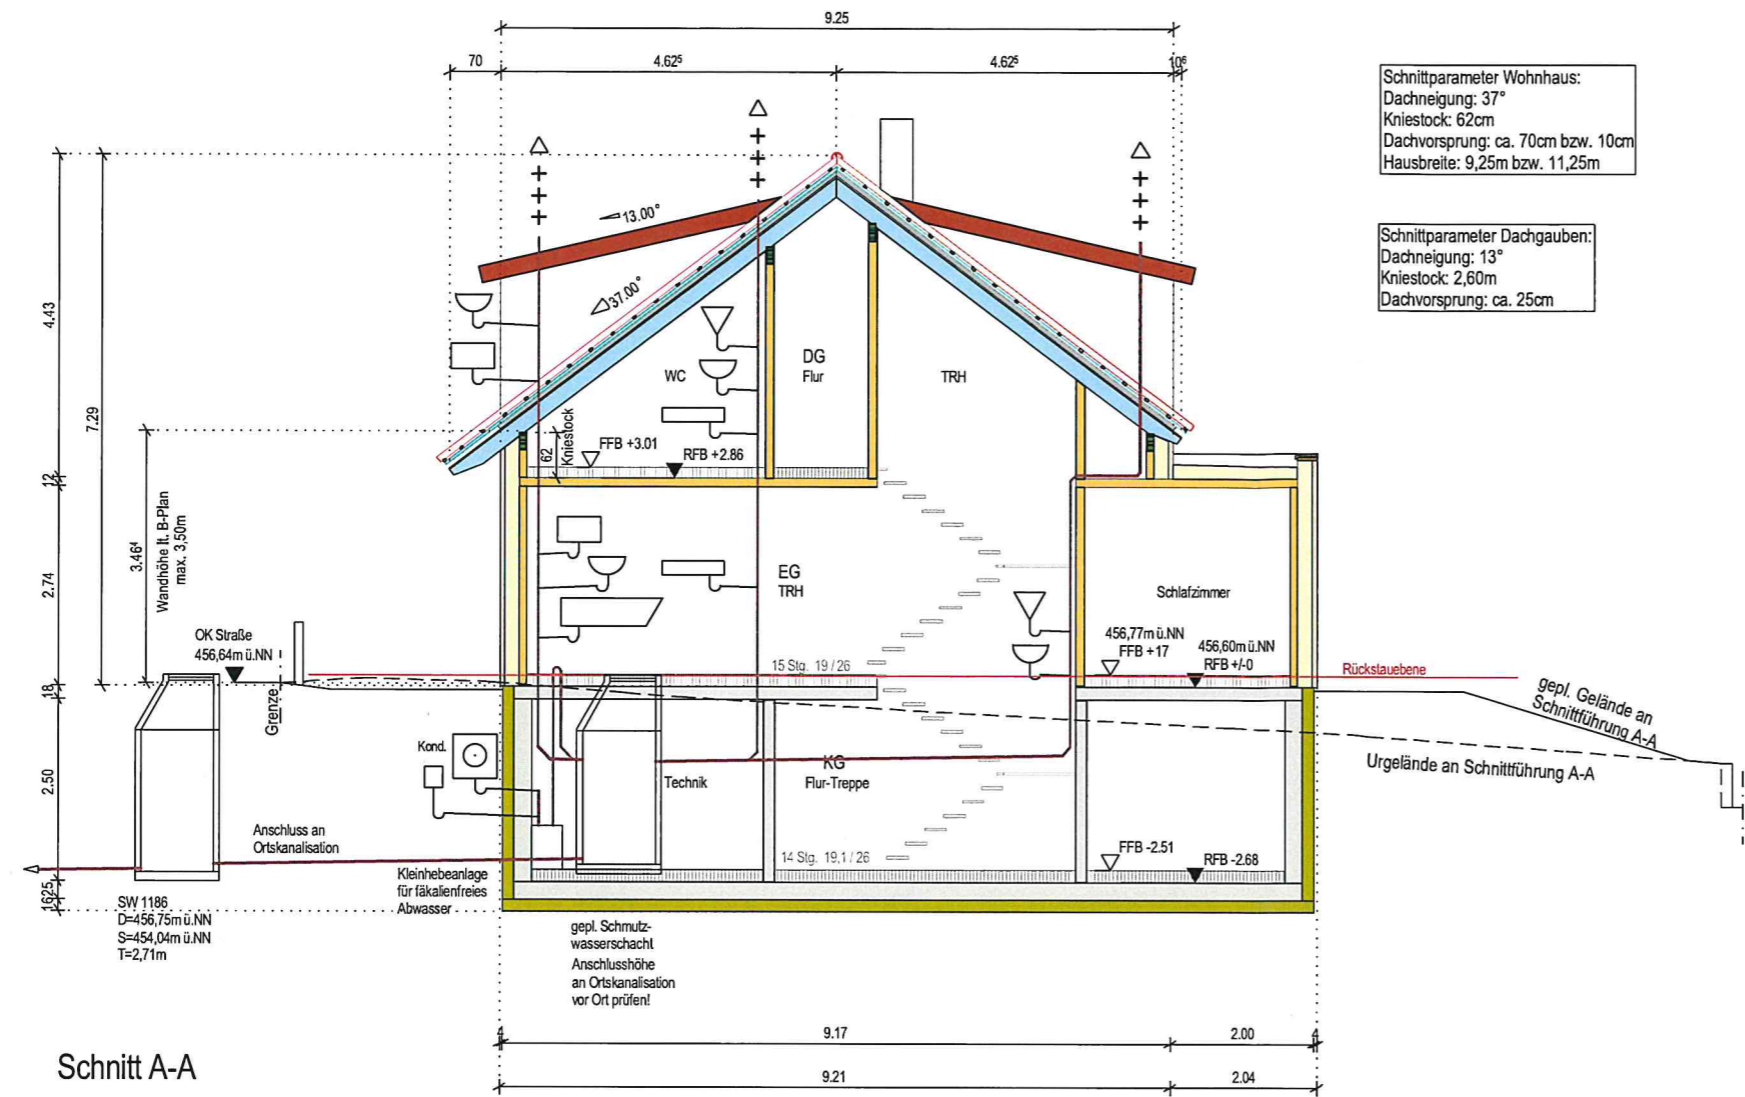 9.25
70
4.62⁵
4.62⁵
10⁶
Schnittparameter Wohnhaus:
Dachneigung: 37°
Kniestock: 62cm
Dachvorsprung: ca. 70cm bzw. 10cm
Hausbreite: 9,25m bzw. 11,25m
Schnittparameter Dachgauben:
Dachneigung: 13°
Kniestock: 2,60m
Dachvorsprung: ca. 25cm
13.00°
37.00°
4.43
7.29
12
2.74
18
2.50
16
25
3.46⁴
Wandhöhe lt. B-Plan
max. 3,50m
WC
DG
Flur
TRH
62
Kniestock
FFB +3.01
RFB +2.86
EG
TRH
Schlafzimmer
OK Straße
456,64m ü.NN
Grenze
15 Stg. 19 / 26
456,77m ü.NN
FFB +17
456,60m ü.NN
RFB +/-0
Rückstauebene
gepl. Gelände an
Schnittführung A-A
Urgelände an Schnittführung A-A
Kond.
Technik
KG
Flur-Treppe
Anschluss an
Ortskanalisation
14 Stg. 19,1 / 26
FFB -2.51
RFB -2.68
Kleinhebeanlage
für fäkalienfreies
Abwasser
SW 1186
D=456,75m ü.NN
S=454,04m ü.NN
T=2,71m
gepl. Schmutz-
wasserschacht
Anschlusshöhe
an Ortskanalisation
vor Ort prüfen!
4
9.17
2.00
4
9.21
2.04
Schnitt A-A